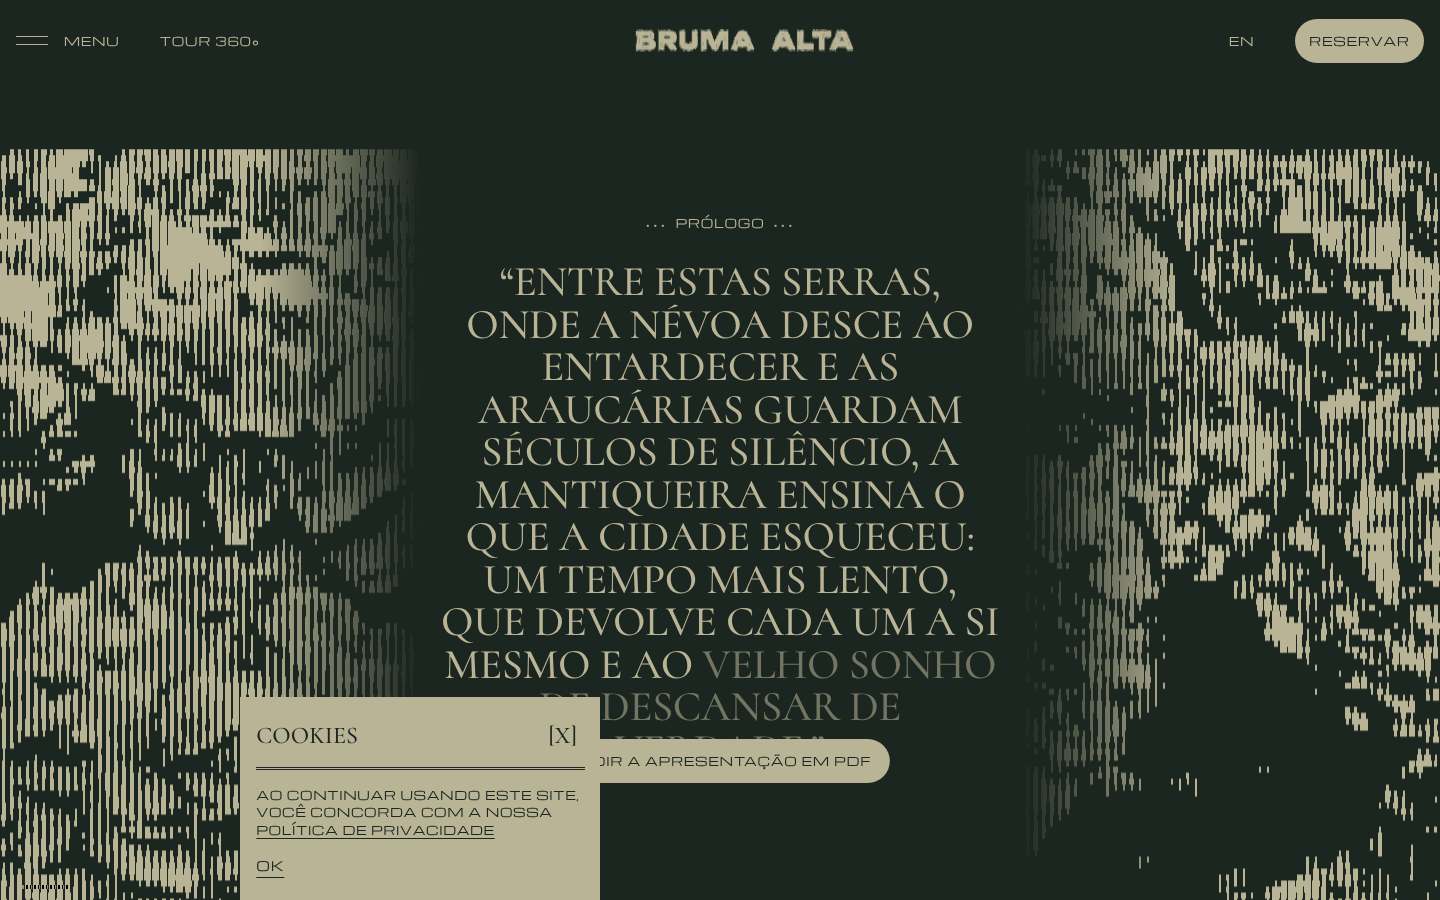 MENU
TOUR 360°
BRUMA ALTA
EN
RESERVAR
... PRÓLOGO ...
“ENTRE ESTAS SERRAS,
ONDE A NÉVOA DESCE AO
ENTARDECER E AS
ARAUCÁRIAS GUARDAM
SÉCULOS DE SILÊNCIO, A
MANTIQUEIRA ENSINA O
QUE A CIDADE ESQUECEU:
UM TEMPO MAIS LENTO,
QUE DEVOLVE CADA UM A SI
MESMO E AO VELHO SONHO
DE DESCANSAR DE
VERDADE”
A APRESENTAÇÃO EM PDF
COOKIES
[X]
AO CONTINUAR USANDO ESTE SITE,
VOCÊ CONCORDA COM A NOSSA
POLÍTICA DE PRIVACIDADE
OK